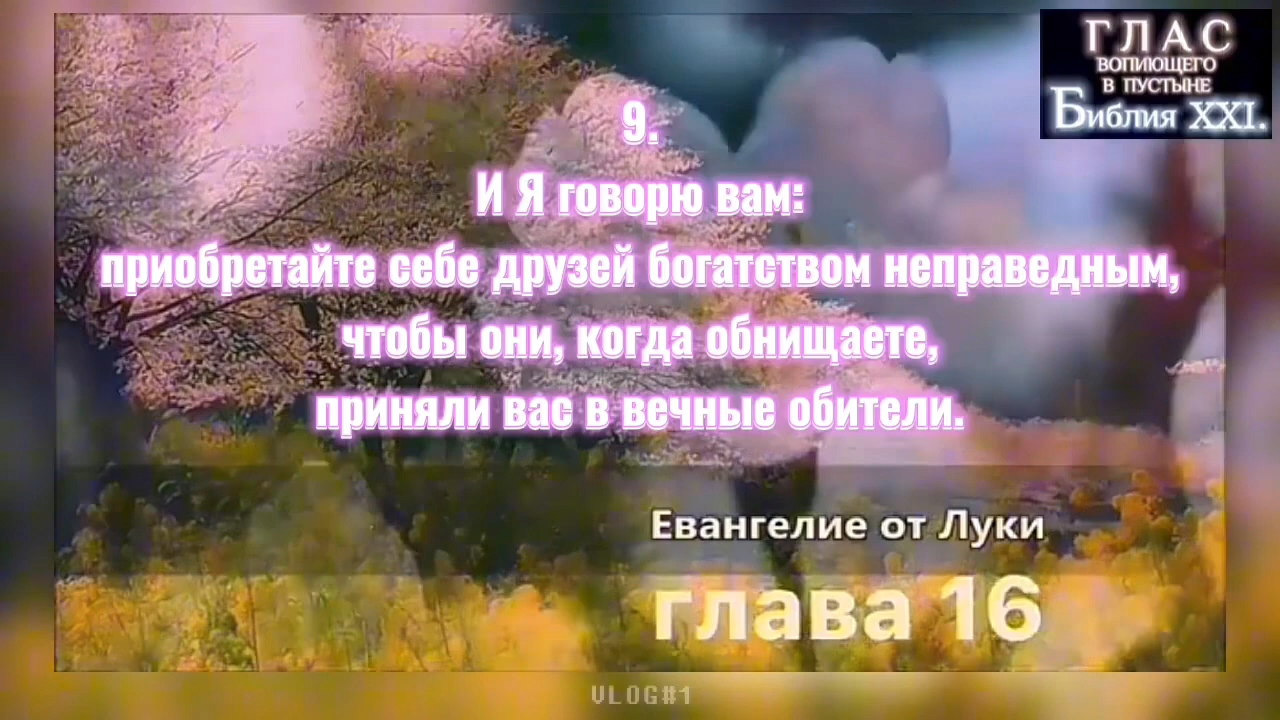 ГЛАС
ВОПИЮЩЕГО
В ПУСТЫНЕ
Библия XXI.
9.
И Я говорю вам:
приобретайте себе друзей богатством неправедным,
чтобы они, когда обнищаете,
приняли вас в вечные обители.
Евангелие от Луки
глава 16
VLOG#1